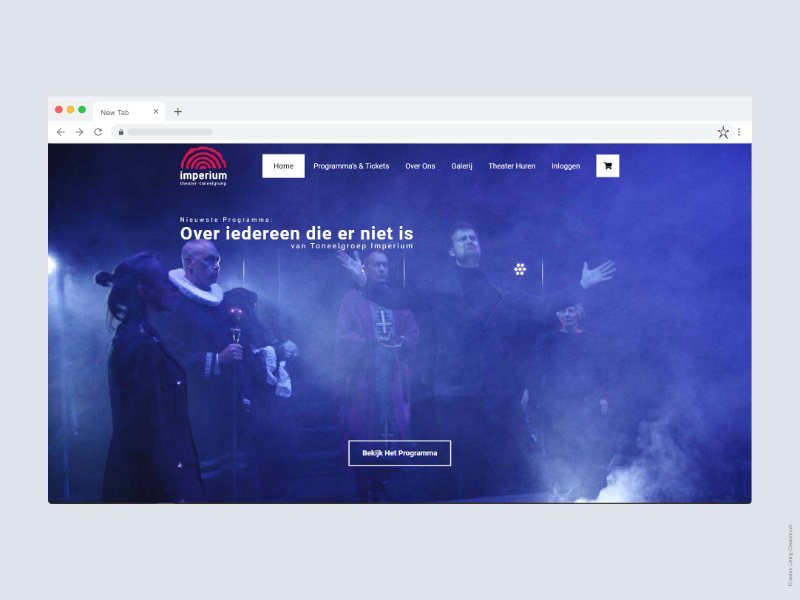 New Tab
imperium
theater-toneelgroep
Home
Programma's & Tickets
Over Ons
Galerij
Theater Huren
Inloggen
Nieuwste Programma:
Over iedereen die er niet is
van Toneelgroep Imperium
Bekijk Het Programma